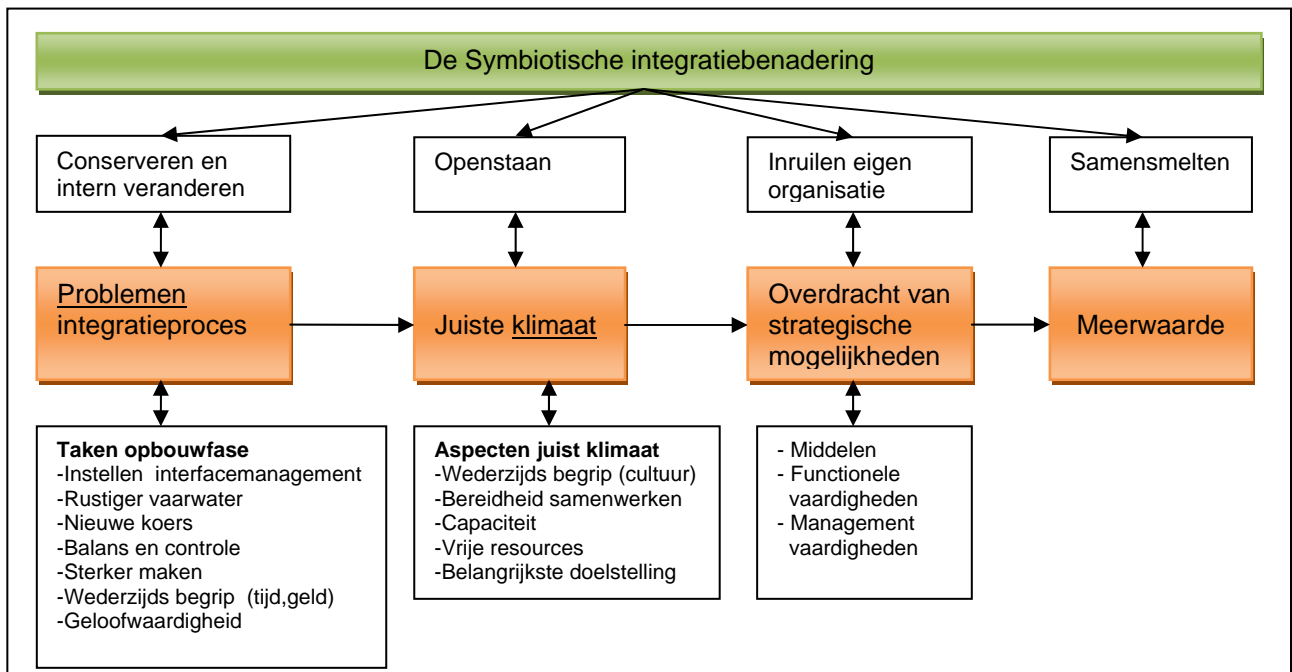 De Symbiotische integratiebenadering
Conserveren en
intern veranderen
Openstaan
Inruilen eigen
organisatie
Samensmelten
Problemen
integratieproces
Juiste klimaat
Overdracht van
strategische
mogelijkheden
Meerwaarde
Taken opbouwfase
-Instellen interfacemanagement
-Rustiger vaarwater
-Nieuwe koers
-Balans en controle
-Sterker maken
-Wederzijds begrip (tijd,geld)
-Geloofwaardigheid
Aspecten juist klimaat
-Wederzijds begrip (cultuur)
-Bereidheid samenwerken
-Capaciteit
-Vrije resources
-Belangrijkste doelstelling
- Middelen
- Functionele
vaardigheden
- Management
vaardigheden